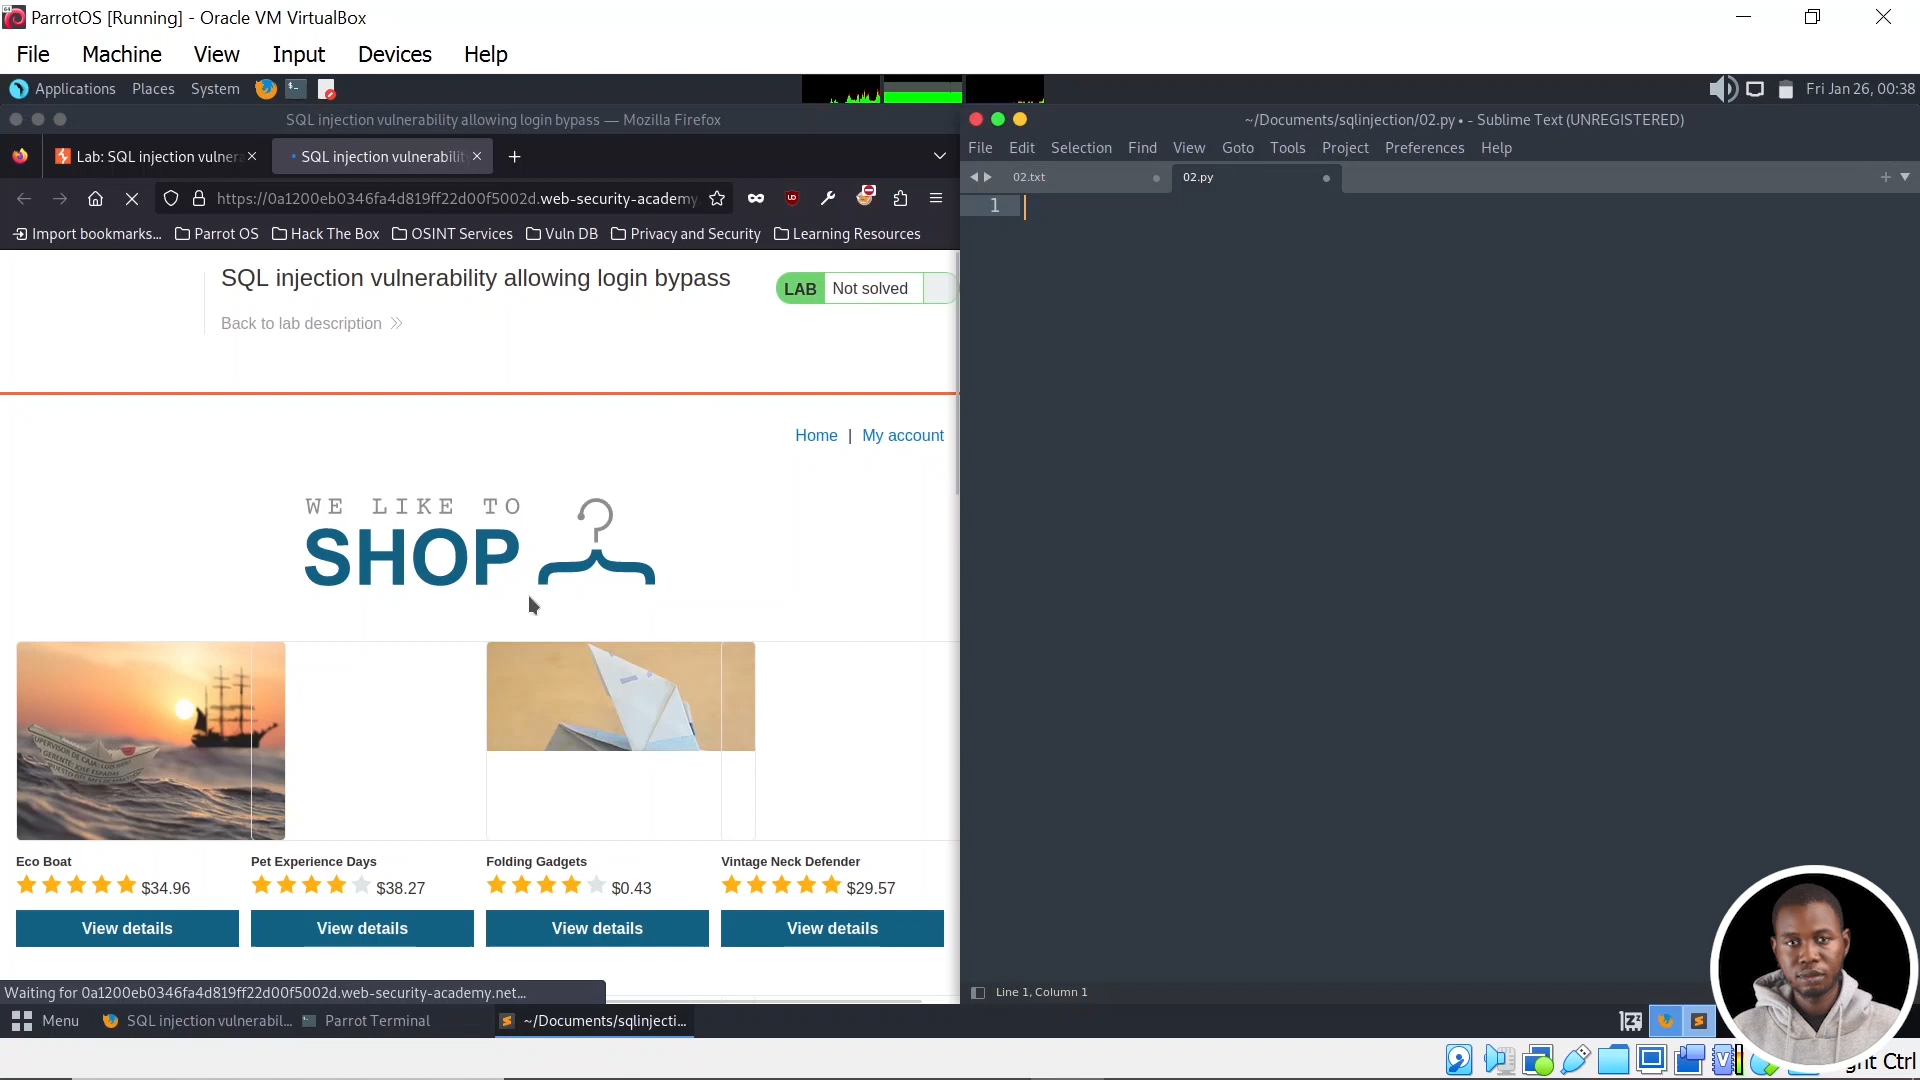 ParrotOS [Running] - Oracle VM VirtualBox
File Machine View Input Devices Help
Applications Places System
Fri Jan 26, 00:38
SQL injection vulnerability allowing login bypass — Mozilla Firefox
~/Documents/sqlinjection/02.py • - Sublime Text (UNREGISTERED)
Lab: SQL injection vulner
SQL injection vulnerabilit
File Edit Selection Find View Goto Tools Project Preferences Help
02.txt
02.py
https://0a1200eb0346fa4d819ff22d00f5002d.web-security-academy
1
Import bookmarks... Parrot OS Hack The Box OSINT Services Vuln DB Privacy and Security Learning Resources
SQL injection vulnerability allowing login bypass
LAB Not solved
Back to lab description
Home | My account
WE LIKE TO
SHOP
Eco Boat
$34.96
View details
Pet Experience Days
$38.27
View details
Folding Gadgets
$0.43
View details
Vintage Neck Defender
$29.57
View details
Waiting for 0a1200eb0346fa4d819ff22d00f5002d.web-security-academy.net...
Line 1, Column 1
Menu
SQL injection vulnerabil...
Parrot Terminal
~/Documents/sqlinjecti...
Ctrl